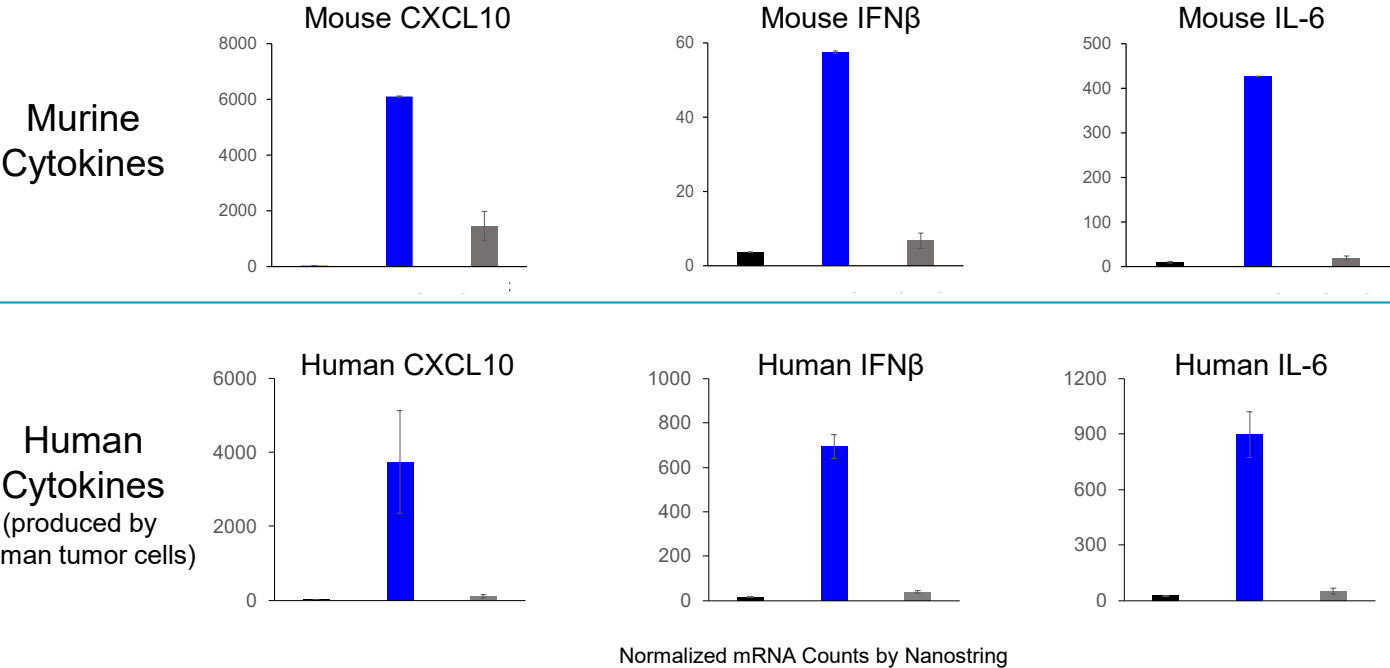 Mouse CXCL10
Mouse IFNβ
Mouse IL-6
Murine
Cytokines
8000
6000
4000
2000
0
60
40
20
0
500
400
300
200
100
0
Human CXCL10
Human IFNβ
Human IL-6
Human
Cytokines
(produced by
man tumor cells)
6000
4000
2000
0
1000
800
600
400
200
0
1200
900
600
300
0
Normalized mRNA Counts by Nanostring